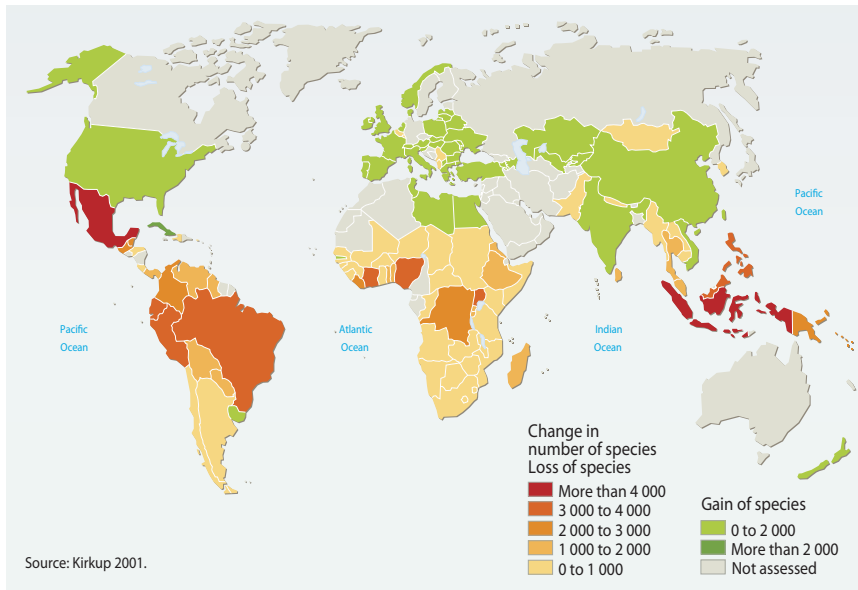 Pacific
Ocean
Pacific
Ocean
Atlantic
Ocean
Indian
Ocean
Change in
number of species
Loss of species
More than 4 000
3 000 to 4 000
2 000 to 3 000
1 000 to 2 000
0 to 1 000
Gain of species
0 to 2 000
More than 2 000
Not assessed
Source: Kirkup 2001.